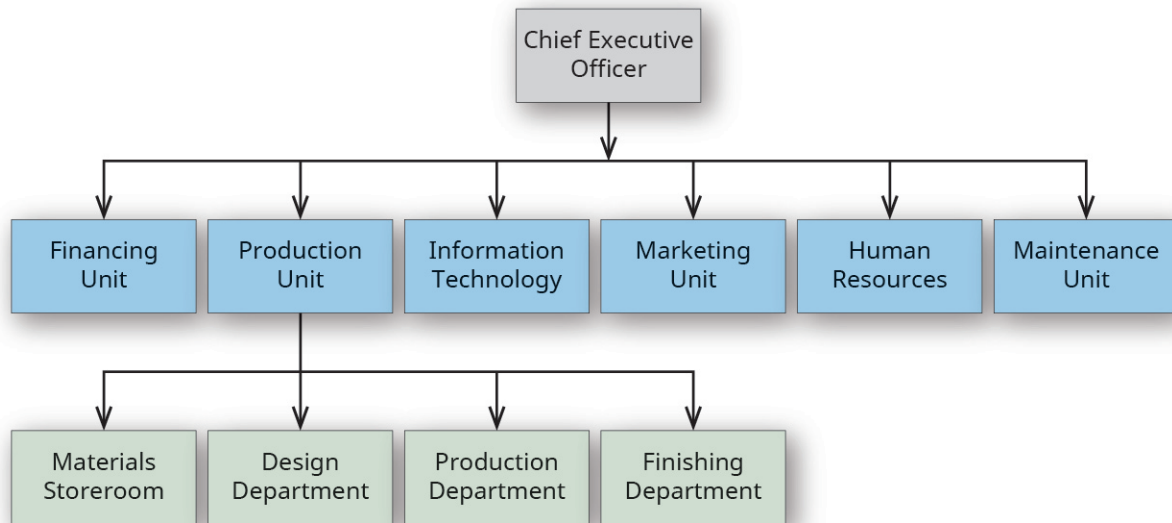 Chief Executive
Officer
Financing
Unit
Production
Unit
Information
Technology
Marketing
Unit
Human
Resources
Maintenance
Unit
Materials
Storeroom
Design
Department
Production
Department
Finishing
Department